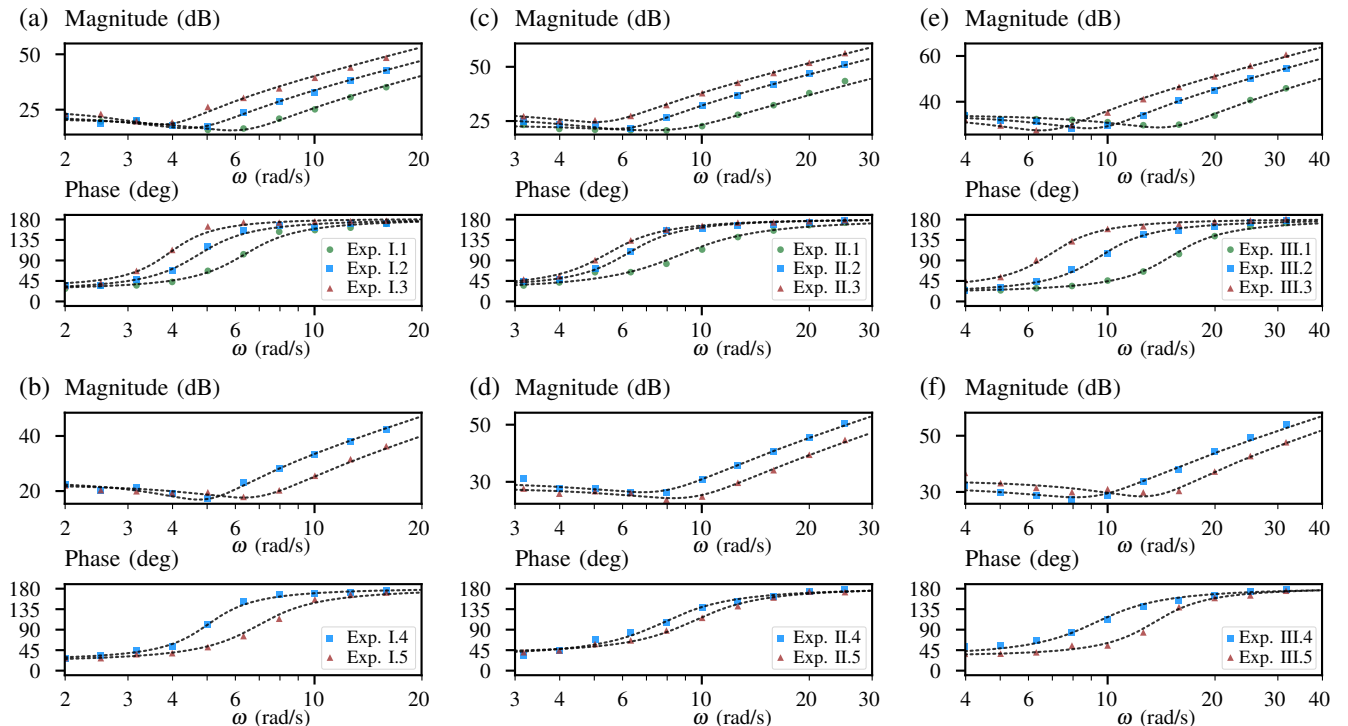 (a) Magnitude (dB)
50
25
2 3 4 6 10 20
ω (rad/s)
Phase (deg)
180
135
90
45
0
Exp. I.1
Exp. I.2
Exp. I.3
2 3 4 6 10 20
ω (rad/s)
(b) Magnitude (dB)
40
20
2 3 4 6 10 20
ω (rad/s)
Phase (deg)
180
135
90
45
0
Exp. I.4
Exp. I.5
2 3 4 6 10 20
ω (rad/s)
(c) Magnitude (dB)
50
25
3 4 6 10 20 30
ω (rad/s)
Phase (deg)
180
135
90
45
0
Exp. II.1
Exp. II.2
Exp. II.3
3 4 6 10 20 30
ω (rad/s)
(d) Magnitude (dB)
50
30
3 4 6 10 20 30
ω (rad/s)
Phase (deg)
180
135
90
45
0
Exp. II.4
Exp. II.5
3 4 6 10 20 30
ω (rad/s)
(e) Magnitude (dB)
60
40
4 6 10 20 30 40
ω (rad/s)
Phase (deg)
180
135
90
45
0
Exp. III.1
Exp. III.2
Exp. III.3
4 6 10 20 30 40
ω (rad/s)
(f) Magnitude (dB)
50
30
4 6 10 20 30 40
ω (rad/s)
Phase (deg)
180
135
90
45
0
Exp. III.4
Exp. III.5
4 6 10 20 30 40
ω (rad/s)